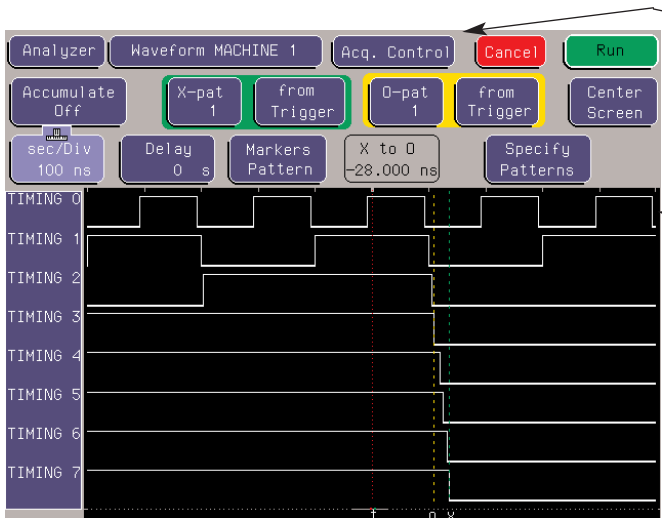 Analyzer
Waveform MACHINE 1
Acq. Control
Cancel
Run
Accumulate
Off
X-pat
1
from
Trigger
O-pat
1
from
Trigger
Center
Screen
sec/Div
100 ns
Delay
0 s
Markers
Pattern
X to O
-28.000 ns
Specify
Patterns
TIMING 0
TIMING 1
TIMING 2
TIMING 3
TIMING 4
TIMING 5
TIMING 6
TIMING 7
t O X